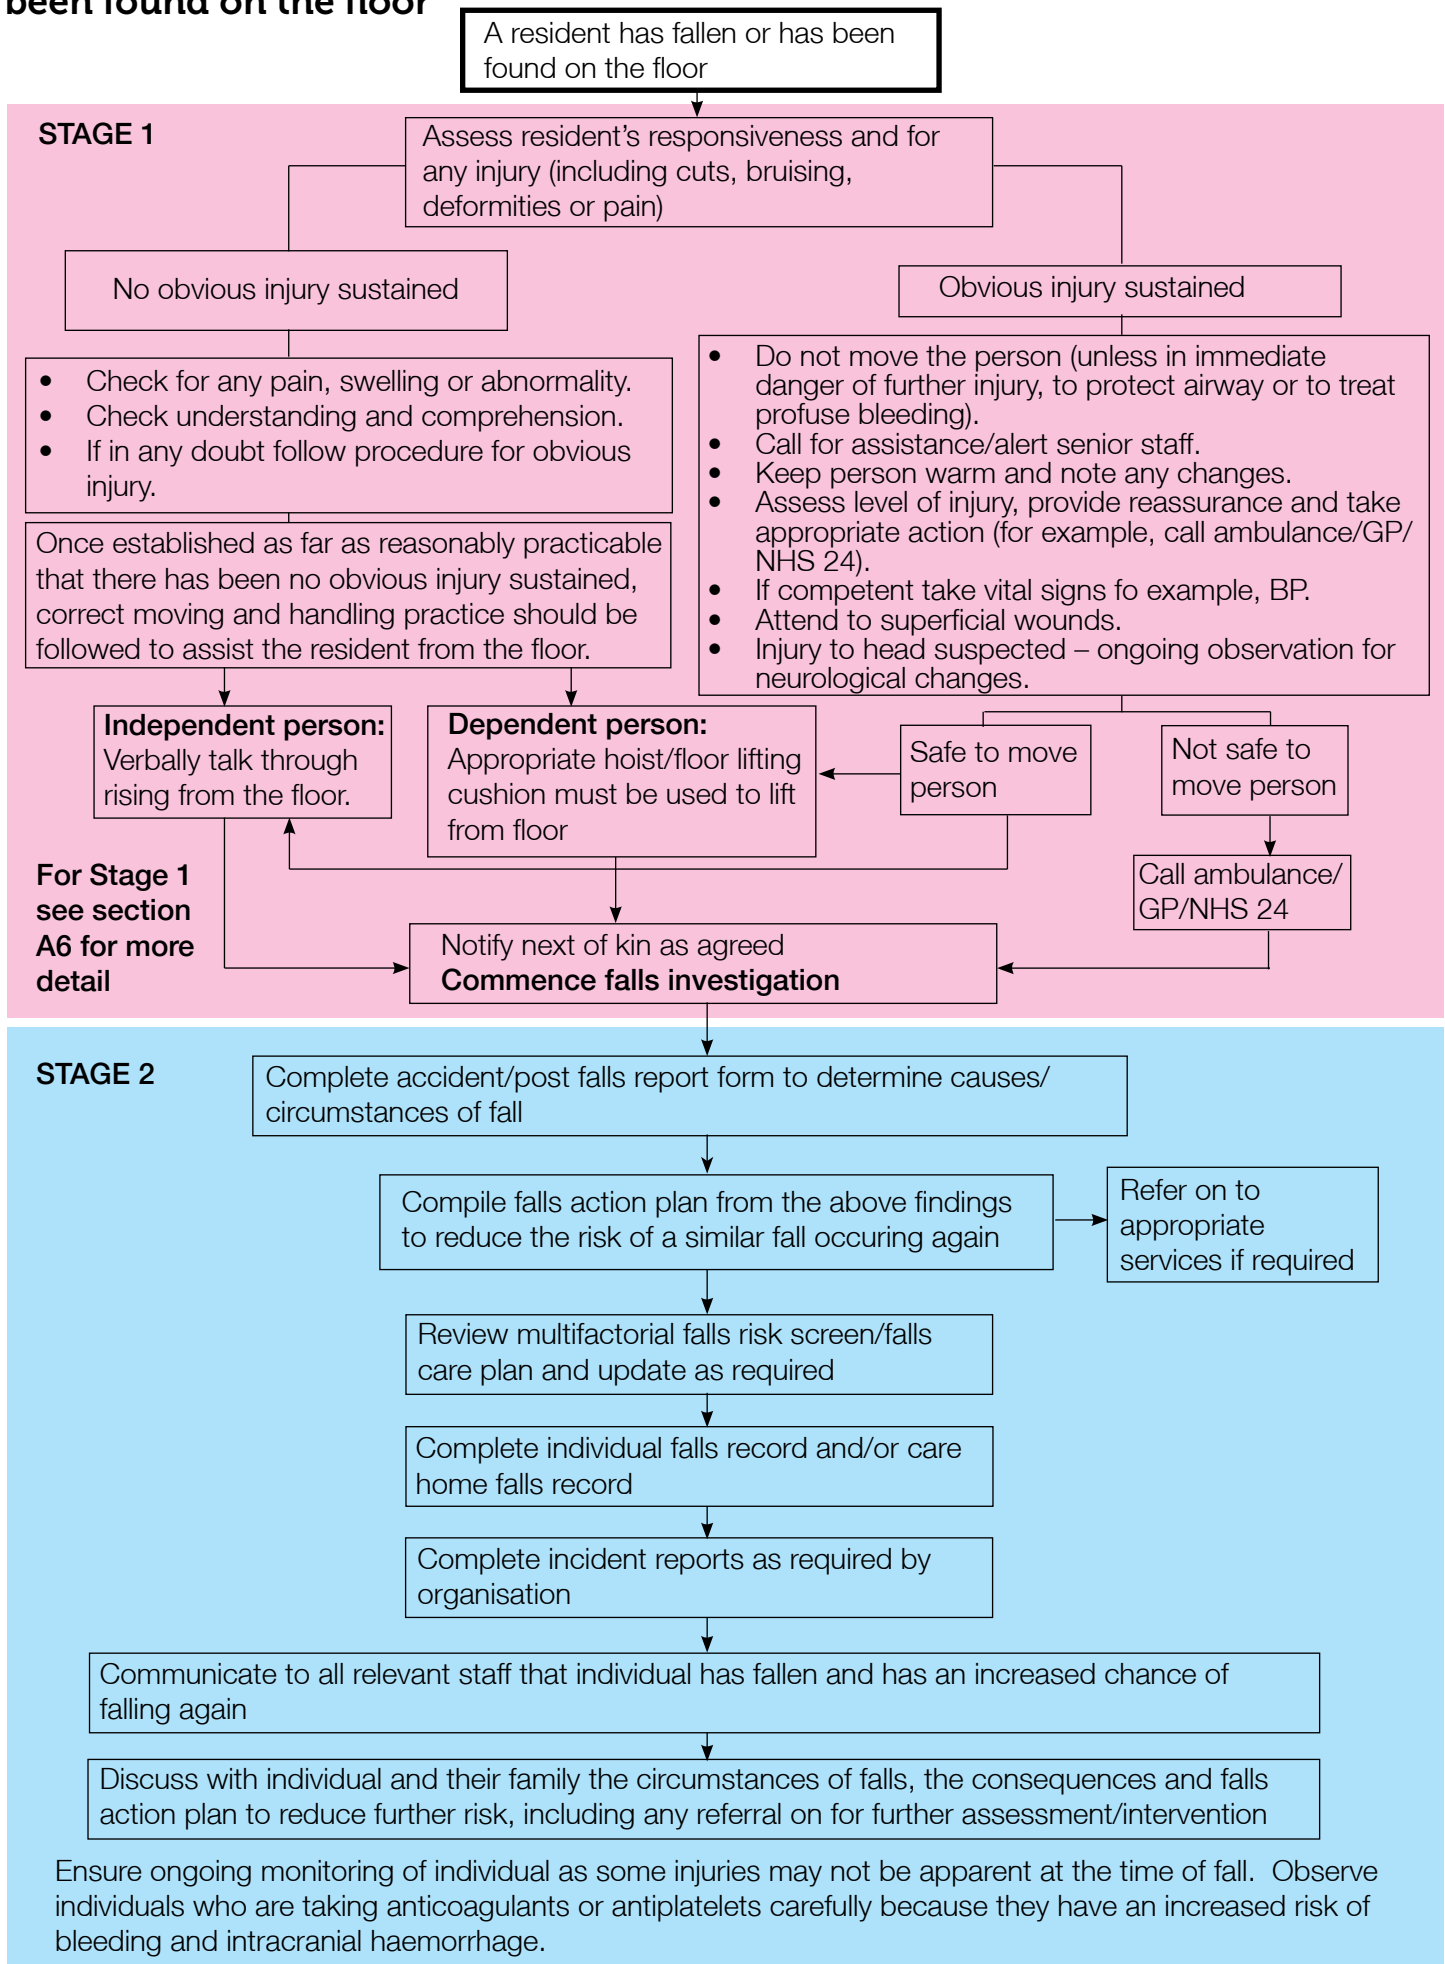 been found on the floor
A resident has fallen or has been
found on the floor
STAGE 1
Assess resident's responsiveness and for
any injury (including cuts, bruising,
deformities or pain)
No obvious injury sustained
Obvious injury sustained
• Check for any pain, swelling or abnormality.
• Check understanding and comprehension.
• If in any doubt follow procedure for obvious
injury.
• Do not move the person (unless in immediate
danger of further injury, to protect airway or to treat
profuse bleeding).
• Call for assistance/alert senior staff.
• Keep person warm and note any changes.
• Assess level of injury, provide reassurance and take
appropriate action (for example, call ambulance/GP/
NHS 24).
• If competent take vital signs fo example, BP.
• Attend to superficial wounds.
• Injury to head suspected – ongoing observation for
neurological changes.
Once established as far as reasonably practicable
that there has been no obvious injury sustained,
correct moving and handling practice should be
followed to assist the resident from the floor.
Independent person:
Verbally talk through
rising from the floor.
Dependent person:
Appropriate hoist/floor lifting
cushion must be used to lift
from floor
Safe to move
person
Not safe to
move person
Call ambulance/
GP/NHS 24
For Stage 1
see section
A6 for more
detail
Notify next of kin as agreed
Commence falls investigation
STAGE 2
Complete accident/post falls report form to determine causes/
circumstances of fall
Compile falls action plan from the above findings
to reduce the risk of a similar fall occuring again
Refer on to
appropriate
services if required
Review multifactorial falls risk screen/falls
care plan and update as required
Complete individual falls record and/or care
home falls record
Complete incident reports as required by
organisation
Communicate to all relevant staff that individual has fallen and has an increased chance of
falling again
Discuss with individual and their family the circumstances of falls, the consequences and falls
action plan to reduce further risk, including any referral on for further assessment/intervention
Ensure ongoing monitoring of individual as some injuries may not be apparent at the time of fall.  Observe
individuals who are taking anticoagulants or antiplatelets carefully because they have an increased risk of
bleeding and intracranial haemorrhage.